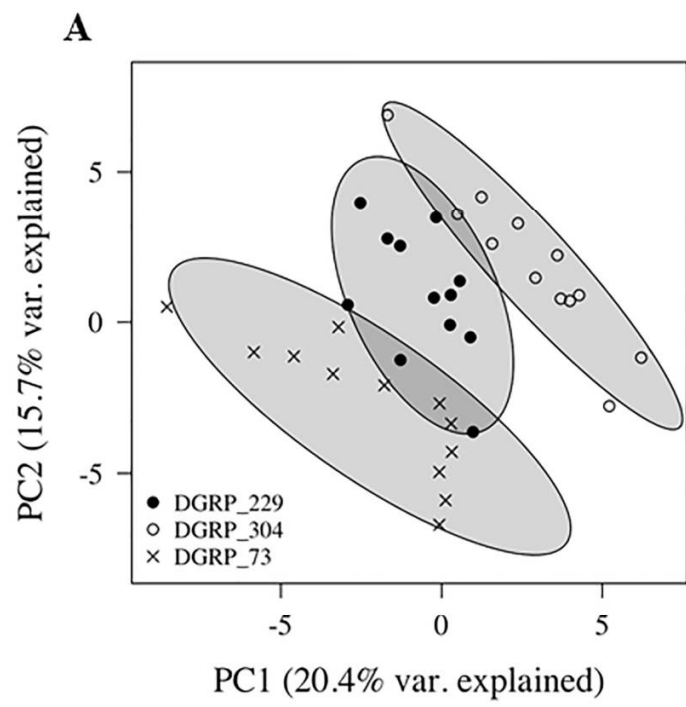 A
PC2 (15.7% var. explained)
5
0
-5
DGRP_229
DGRP_304
DGRP_73
-5 0 5
PC1 (20.4% var. explained)